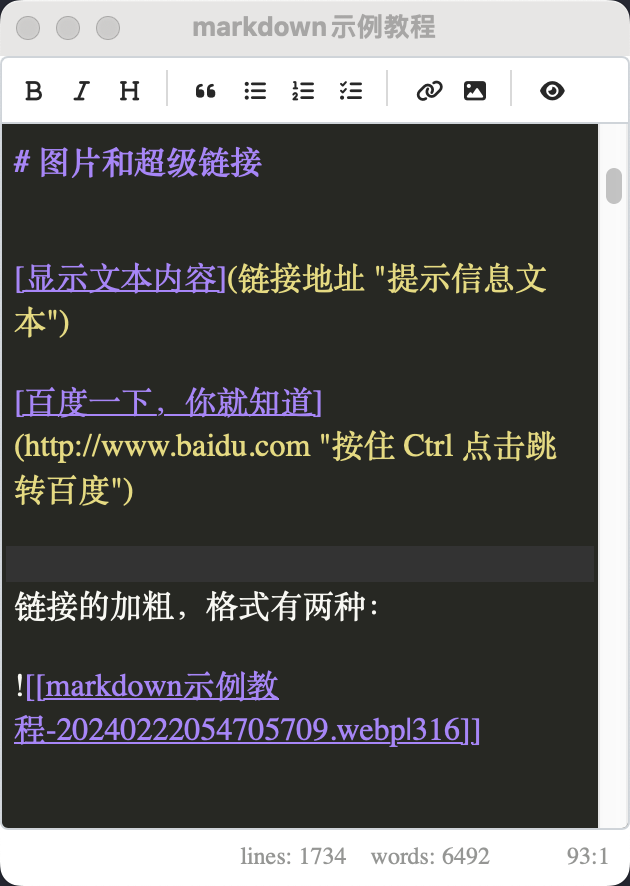 markdown示例教程
B I H
# 图片和超级链接
[显示文本内容](链接地址 "提示信息文
本")
[百度一下，你就知道]
(http://www.baidu.com "按住 Ctrl 点击跳
转百度")
链接的加粗，格式有两种：
![[markdown示例教
程-20240222054705709.webp|316]]
lines: 1734 words: 6492 93:1